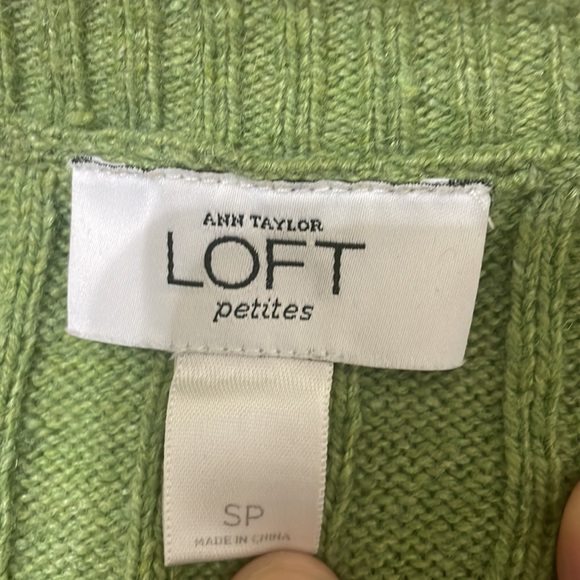 ANN TAYLOR
LOFT
petites
SP
MADE IN CHINA